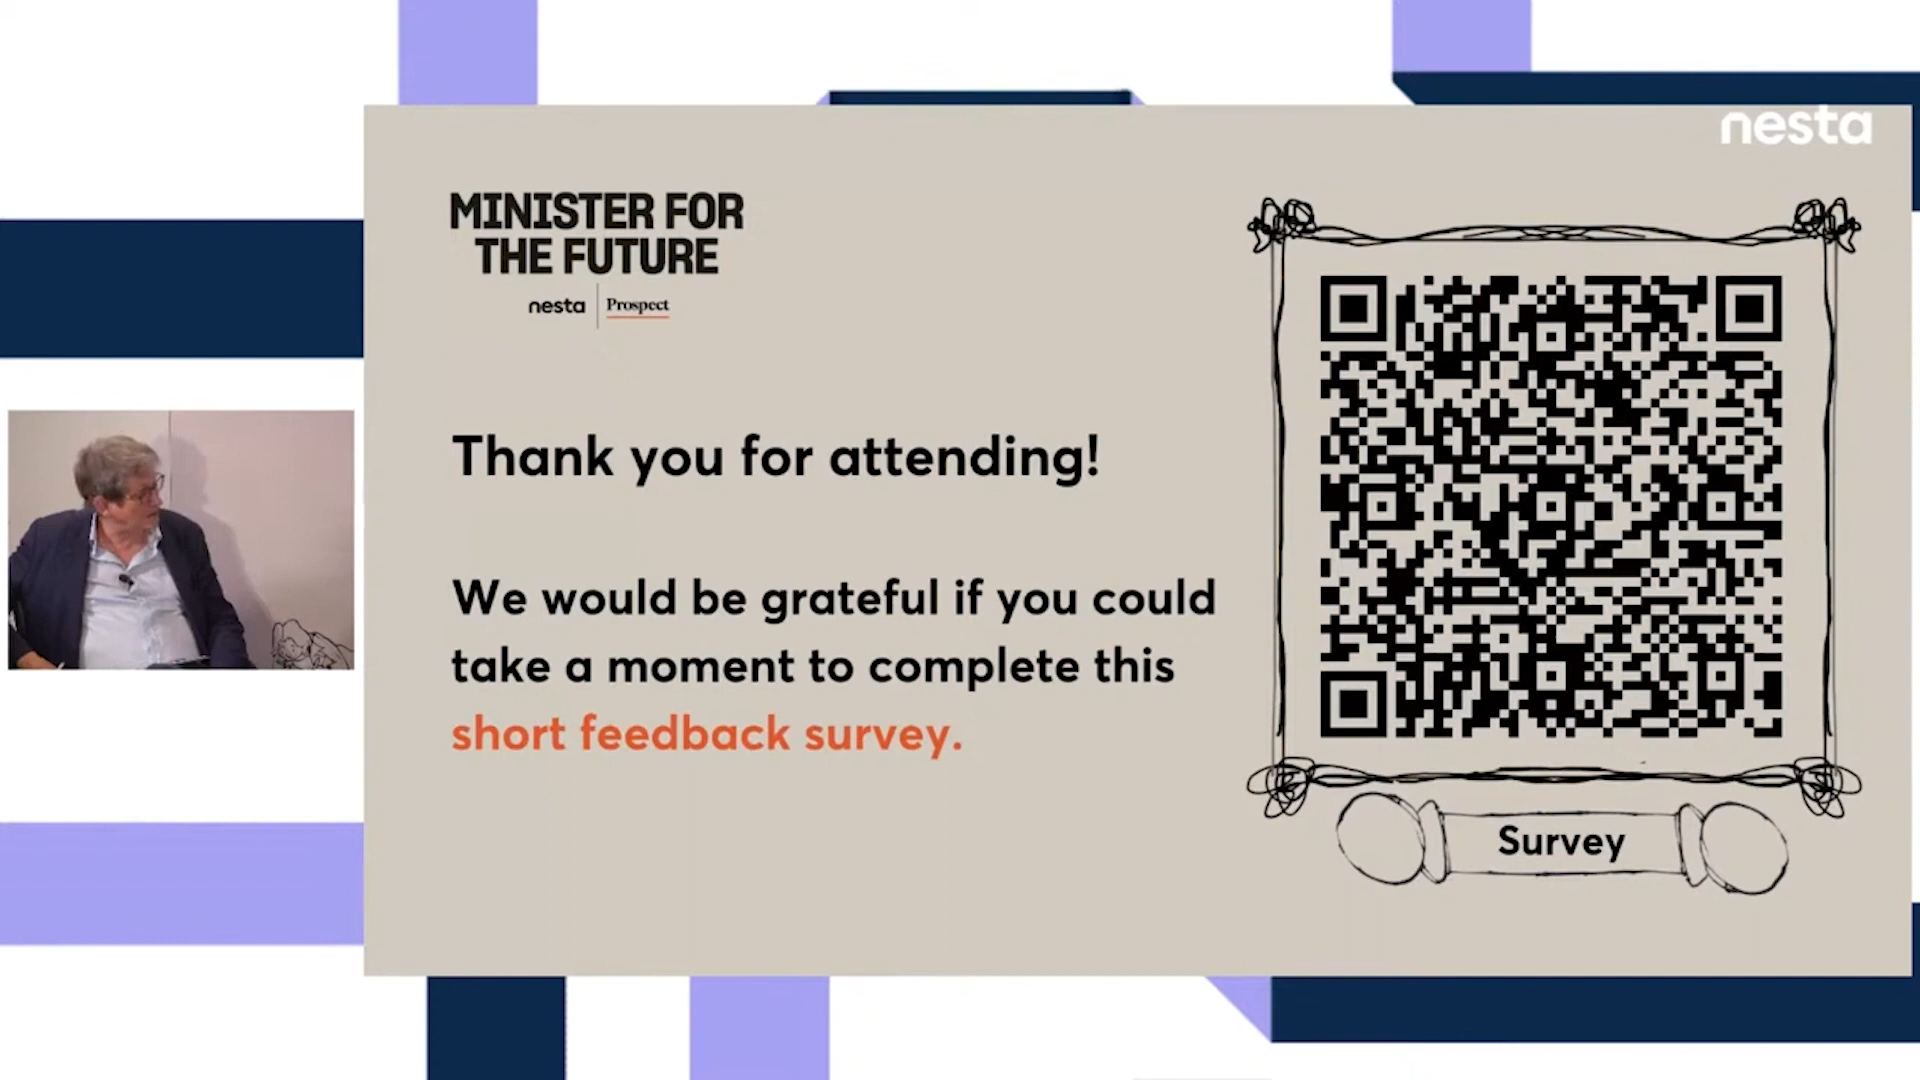 nesta
MINISTER FOR
THE FUTURE
nesta | Prospect
Thank you for attending!
We would be grateful if you could
take a moment to complete this
short feedback survey.
Survey